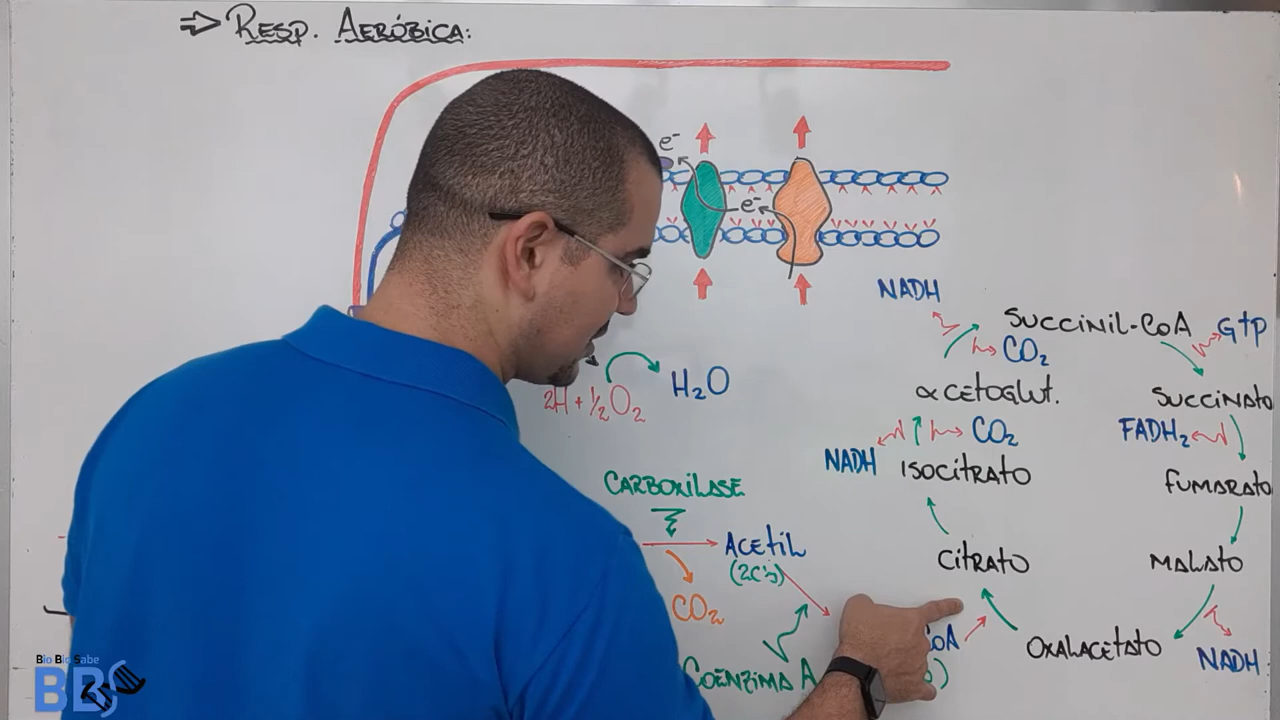 ⇒ RESP. AERÓBICA:
e-
e-
NADH
SUCCINIL-CoA
GTP
CO2
2H + ½O2
H2O
α CETOGLUT.
SUCCINATO
NADH
CO2
FADH2
ISOCITRATO
FUMARATO
CARBOXILASE
ACETIL
(2C's)
CITRATO
MALATO
CO2
CoA
OXALACETATO
NADH
COENZIMA A
Bio Bio Sabe
BBS